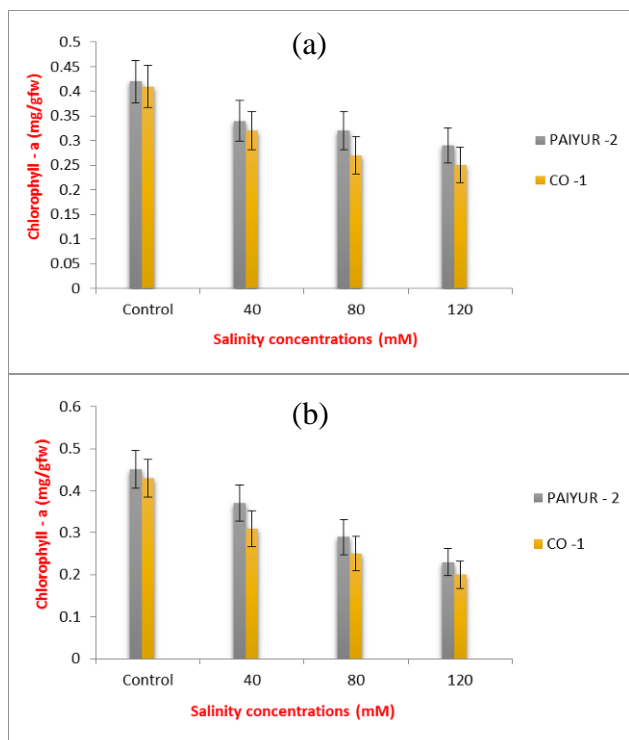 (a)
0.5
0.45
0.4
0.35
0.3
0.25
0.2
0.15
0.1
0.05
0
Chlorophyll - a (mg/gfw)
Control 40 80 120
Salinity concentrations (mM)
PAIYUR -2
CO -1
(b)
0.6
0.5
0.4
0.3
0.2
0.1
0
Chlorophyll - a (mg/gfw)
Control 40 80 120
Salinity concentrations (mM)
PAIYUR - 2
CO -1